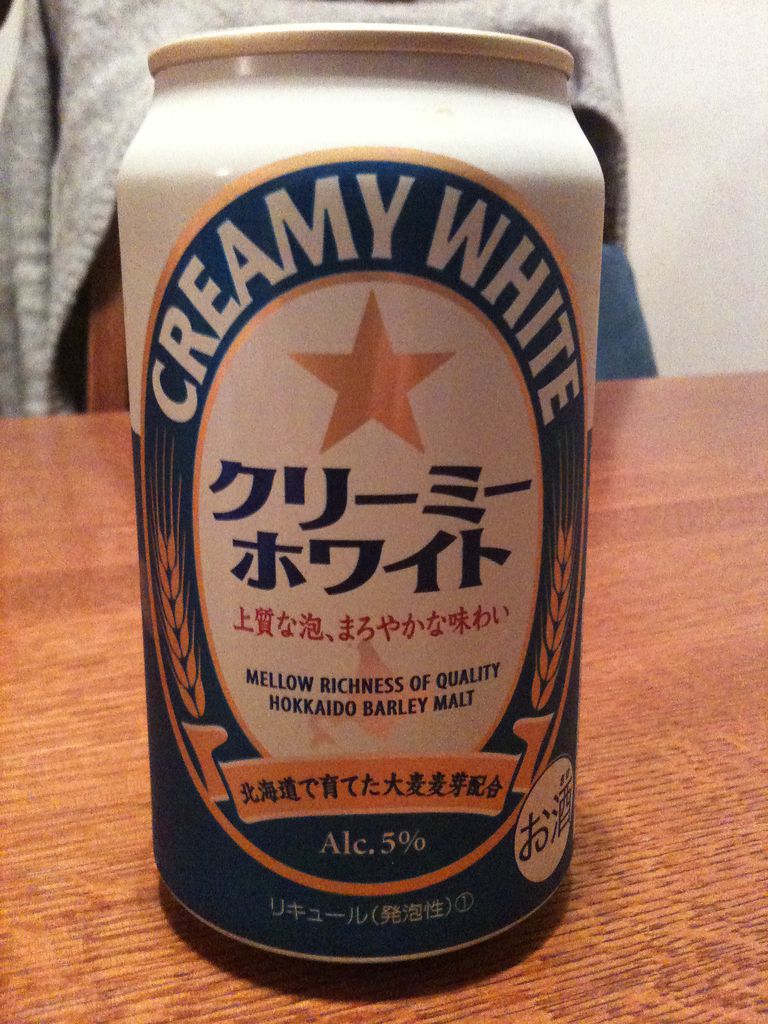 CREAMY WHITE
クリーミー
ホワイト
上質な泡、まろやかな味わい
MELLOW RICHNESS OF QUALITY
HOKKAIDO BARLEY MALT
北海道で育てた大麦麦芽配合
Alc.5%
お酒
リキュール(発泡性)①